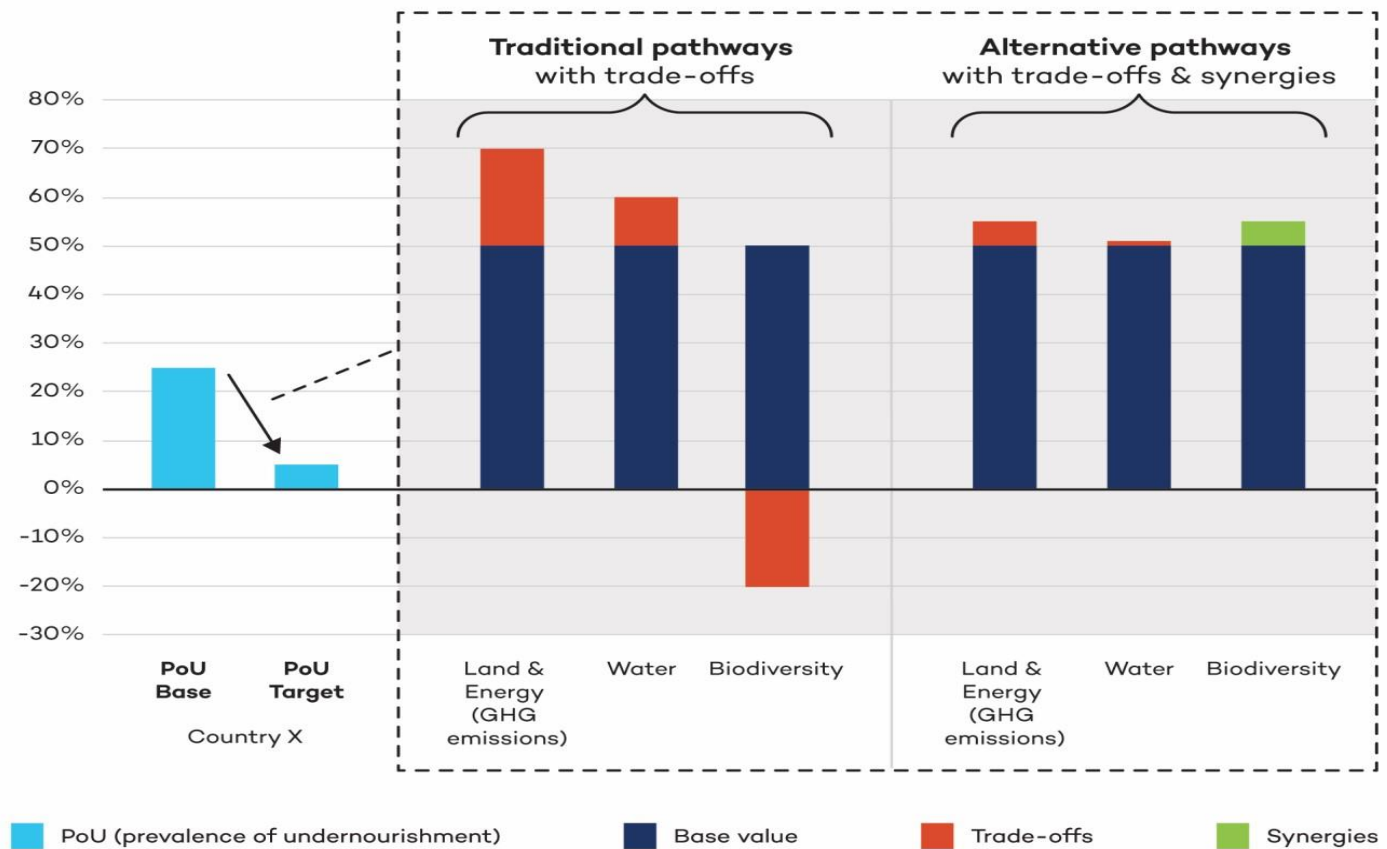 Traditional pathways
with trade-offs
Alternative pathways
with trade-offs & synergies
80%
70%
60%
50%
40%
30%
20%
10%
0%
-10%
-20%
-30%
PoU
Base
PoU
Target
Country X
Land &
Energy
(GHG
emissions)
Water
Biodiversity
Land &
Energy
(GHG
emissions)
Water
Biodiversity
PoU (prevalence of undernourishment)
Base value
Trade-offs
Synergies